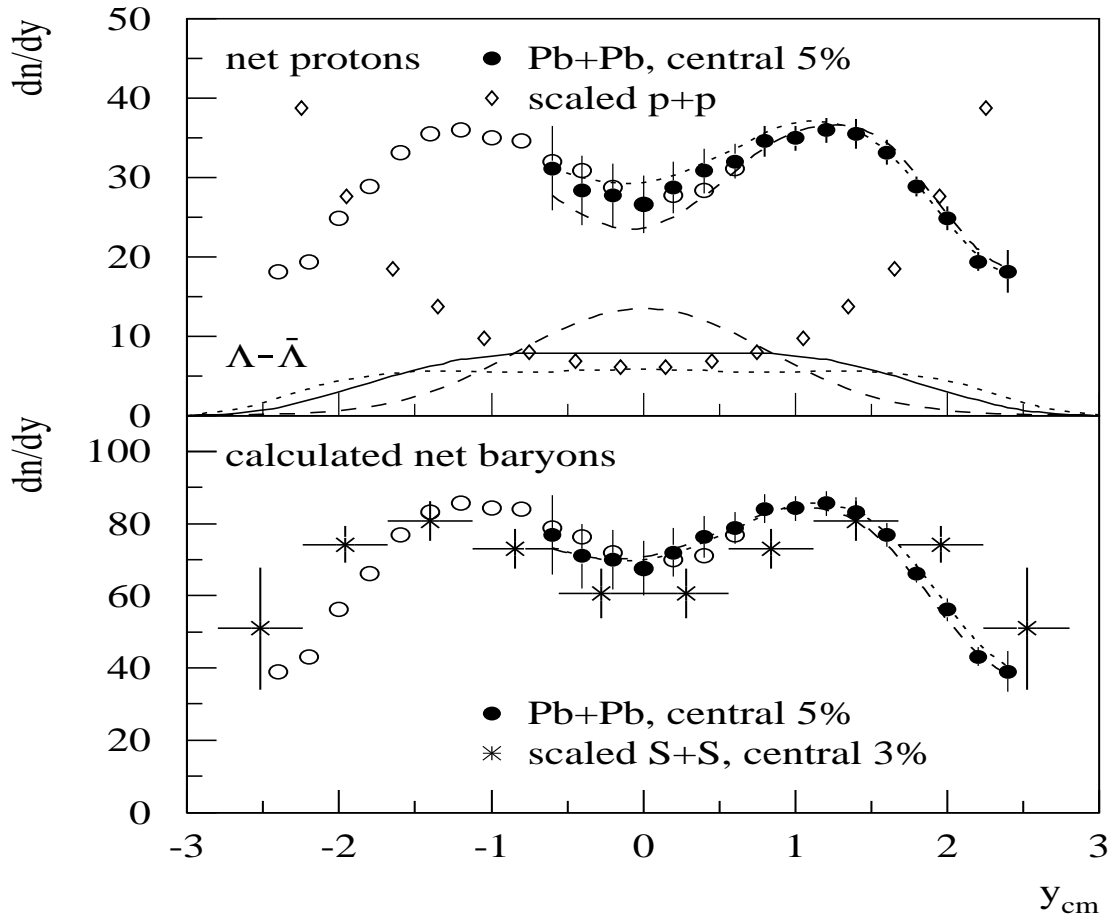 50
dn/dy
net protons
Pb+Pb, central 5%
scaled p+p
40
30
20
10
Λ−Λ̄
0
dn/dy
100
calculated net baryons
80
60
40
Pb+Pb, central 5%
20
scaled S+S, central 3%
0
-3 -2 -1 0 1 2 3
y_cm